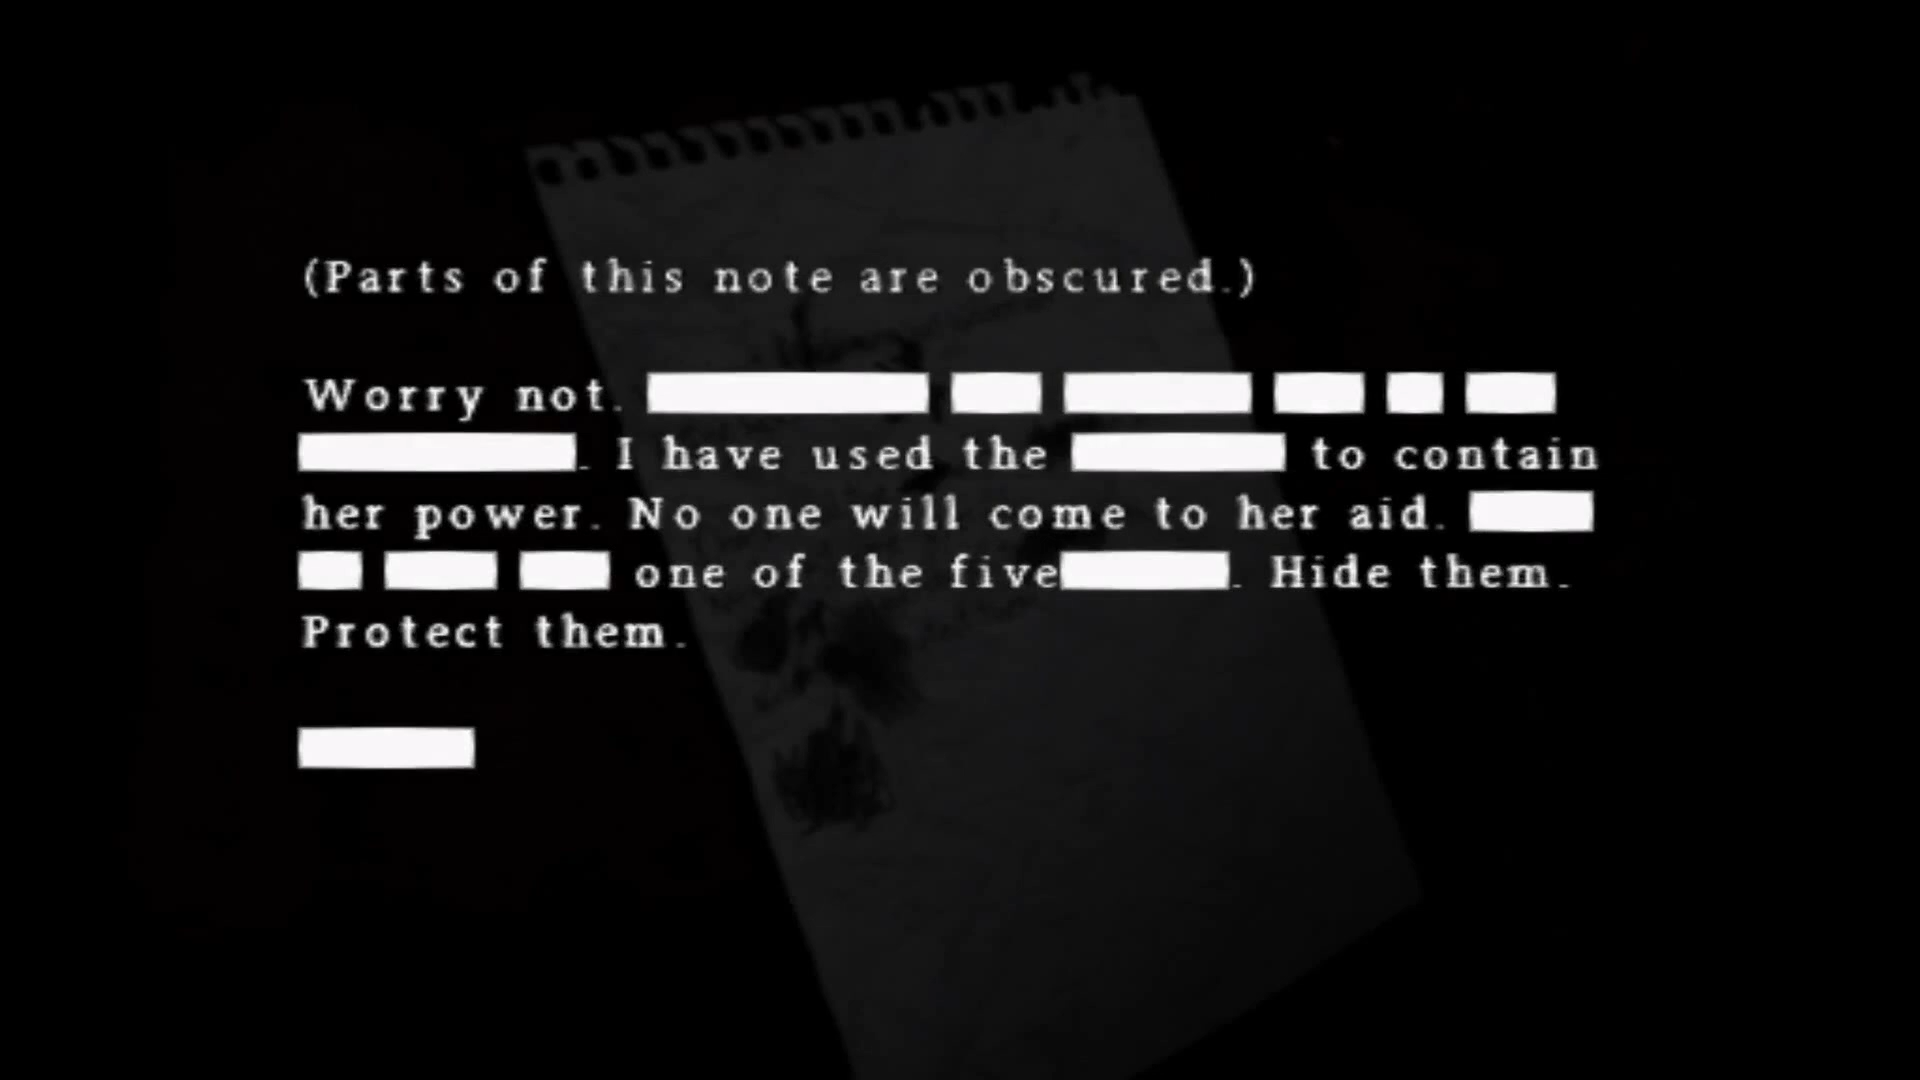 (Parts of this note are obscured.)
Worry not.
. I have used the to contain
her power. No one will come to her aid.
one of the five . Hide them.
Protect them.